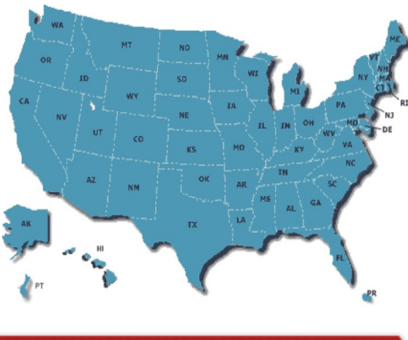 WA
MT
ND
MN
ME
OR
ID
SD
WI
MI
VT
NH
NY
MA
CT
RI
WY
CA
NV
UT
CO
NE
IA
IL
IN
OH
PA
NJ
MD
DE
WV
VA
KS
MO
KY
NC
TN
AZ
NM
OK
AR
SC
MS
AL
GA
TX
LA
FL
AK
HI
PT
PR